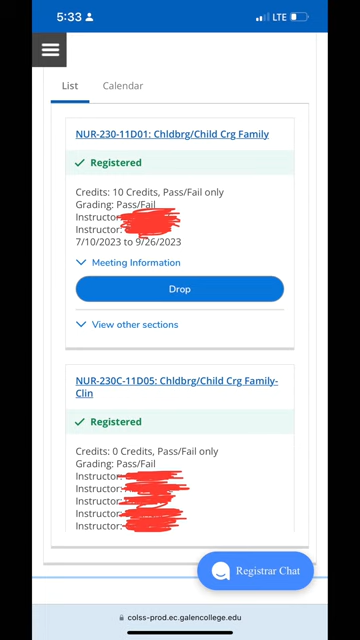 5:33 LTE
List Calendar
NUR-230-11D01: Chldbrg/Child Crg Family
Registered
Credits: 10 Credits, Pass/Fail only
Grading: Pass/Fail
Instructor:
Instructor:
7/10/2023 to 9/26/2023
Meeting Information
Drop
View other sections
NUR-230C-11D05: Chldbrg/Child Crg Family-
Clin
Registered
Credits: 0 Credits, Pass/Fail only
Grading: Pass/Fail
Instructor:
Instructor:
Instructor:
Instructor:
Instructor:
Registrar Chat
colss-prod.ec.galencollege.edu